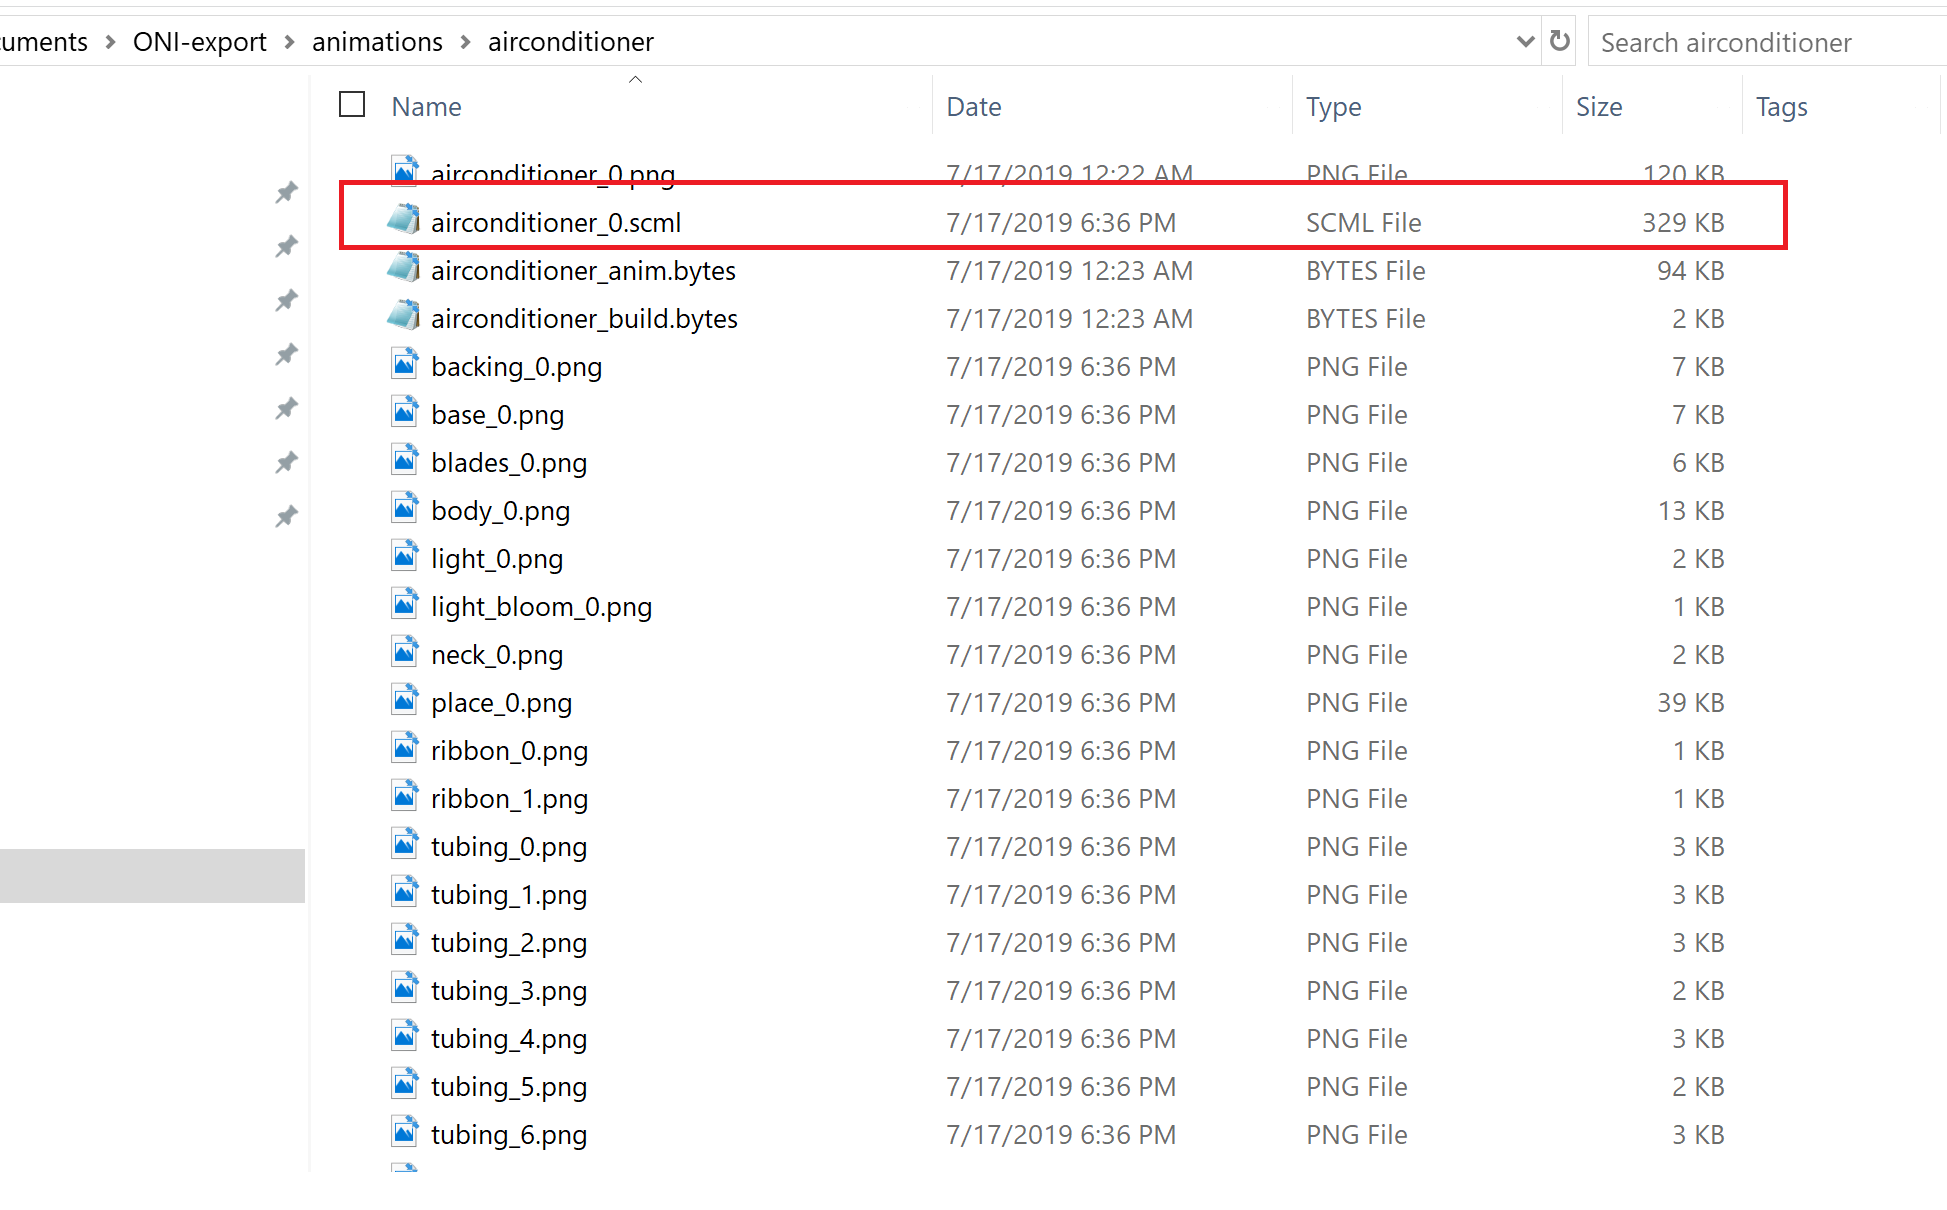 uments > ONI-export > animations > airconditioner Search airconditioner
Name Date Type Size Tags
airconditioner_0.png 7/17/2019 12:22 AM PNG File 120 KB
airconditioner_0.scml 7/17/2019 6:36 PM SCML File 329 KB
airconditioner_anim.bytes 7/17/2019 12:23 AM BYTES File 94 KB
airconditioner_build.bytes 7/17/2019 12:23 AM BYTES File 2 KB
backing_0.png 7/17/2019 6:36 PM PNG File 7 KB
base_0.png 7/17/2019 6:36 PM PNG File 7 KB
blades_0.png 7/17/2019 6:36 PM PNG File 6 KB
body_0.png 7/17/2019 6:36 PM PNG File 13 KB
light_0.png 7/17/2019 6:36 PM PNG File 2 KB
light_bloom_0.png 7/17/2019 6:36 PM PNG File 1 KB
neck_0.png 7/17/2019 6:36 PM PNG File 2 KB
place_0.png 7/17/2019 6:36 PM PNG File 39 KB
ribbon_0.png 7/17/2019 6:36 PM PNG File 1 KB
ribbon_1.png 7/17/2019 6:36 PM PNG File 1 KB
tubing_0.png 7/17/2019 6:36 PM PNG File 3 KB
tubing_1.png 7/17/2019 6:36 PM PNG File 3 KB
tubing_2.png 7/17/2019 6:36 PM PNG File 3 KB
tubing_3.png 7/17/2019 6:36 PM PNG File 2 KB
tubing_4.png 7/17/2019 6:36 PM PNG File 3 KB
tubing_5.png 7/17/2019 6:36 PM PNG File 2 KB
tubing_6.png 7/17/2019 6:36 PM PNG File 3 KB